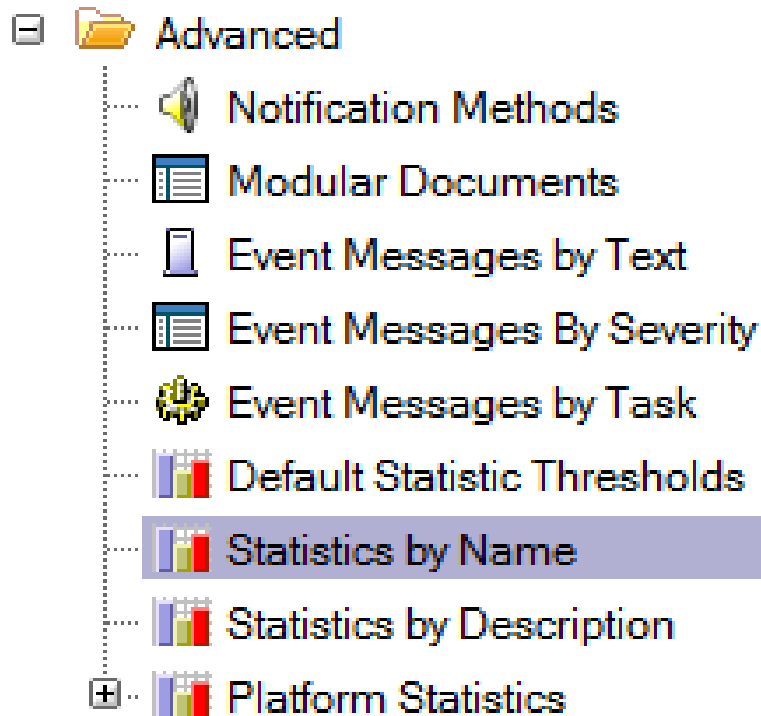 Advanced
Notification Methods
Modular Documents
Event Messages by Text
Event Messages By Severity
Event Messages by Task
Default Statistic Thresholds
Statistics by Name
Statistics by Description
Platform Statistics